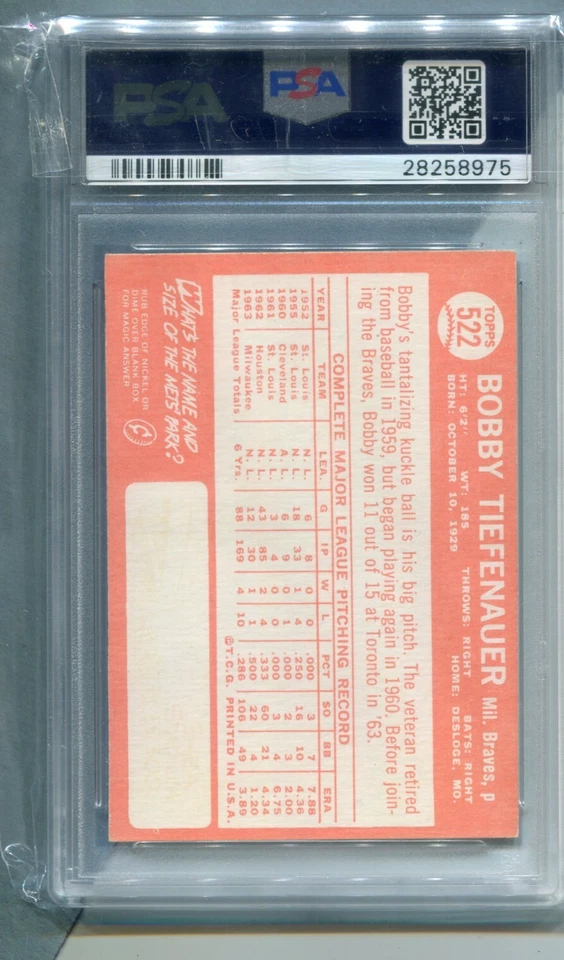 PSA
PSA
28258975
TOPPS
522
BOBBY TIEFENAUER Mil. Braves, p
HT: 6'2" WT: 185 THROWS: RIGHT BATS: RIGHT
BORN: OCTOBER 10, 1929 HOME: DESLOGE, MO.
Bobby's tantalizing kuckle ball is his big pitch. The veteran retired
from baseball in 1959, but began playing again in 1960. Before join-
ing the Braves, Bobby won 11 out of 15 at Toronto in '63.
COMPLETE MAJOR LEAGUE PITCHING RECORD
YEAR TEAM LEA. G IP W L PCT SO BB ERA
1952 St. Louis N. L. 6 8 0 0 .000 3 7 7.88
1955 St. Louis N. L. 18 33 1 4 .250 16 10 4.36
1960 Cleveland A. L. 6 9 0 1 .000 2 3 2.00
1961 St. Louis N. L. 3 4 0 0 .000 3 4 6.75
1962 Houston N. L. 43 85 2 4 .333 60 21 4.34
1963 Milwaukee N. L. 12 30 1 1 .500 22 4 1.20
Major League Totals 6 Yrs. 88 169 4 10 .286 106 49 3.89
©T.C.G. PRINTED IN U.S.A.
WHAT'S THE NAME AND
SIZE OF THE METS' PARK?
RUB EDGE OF NICKEL OR
DIME OVER BLANK BOX
FOR MAGIC ANSWER